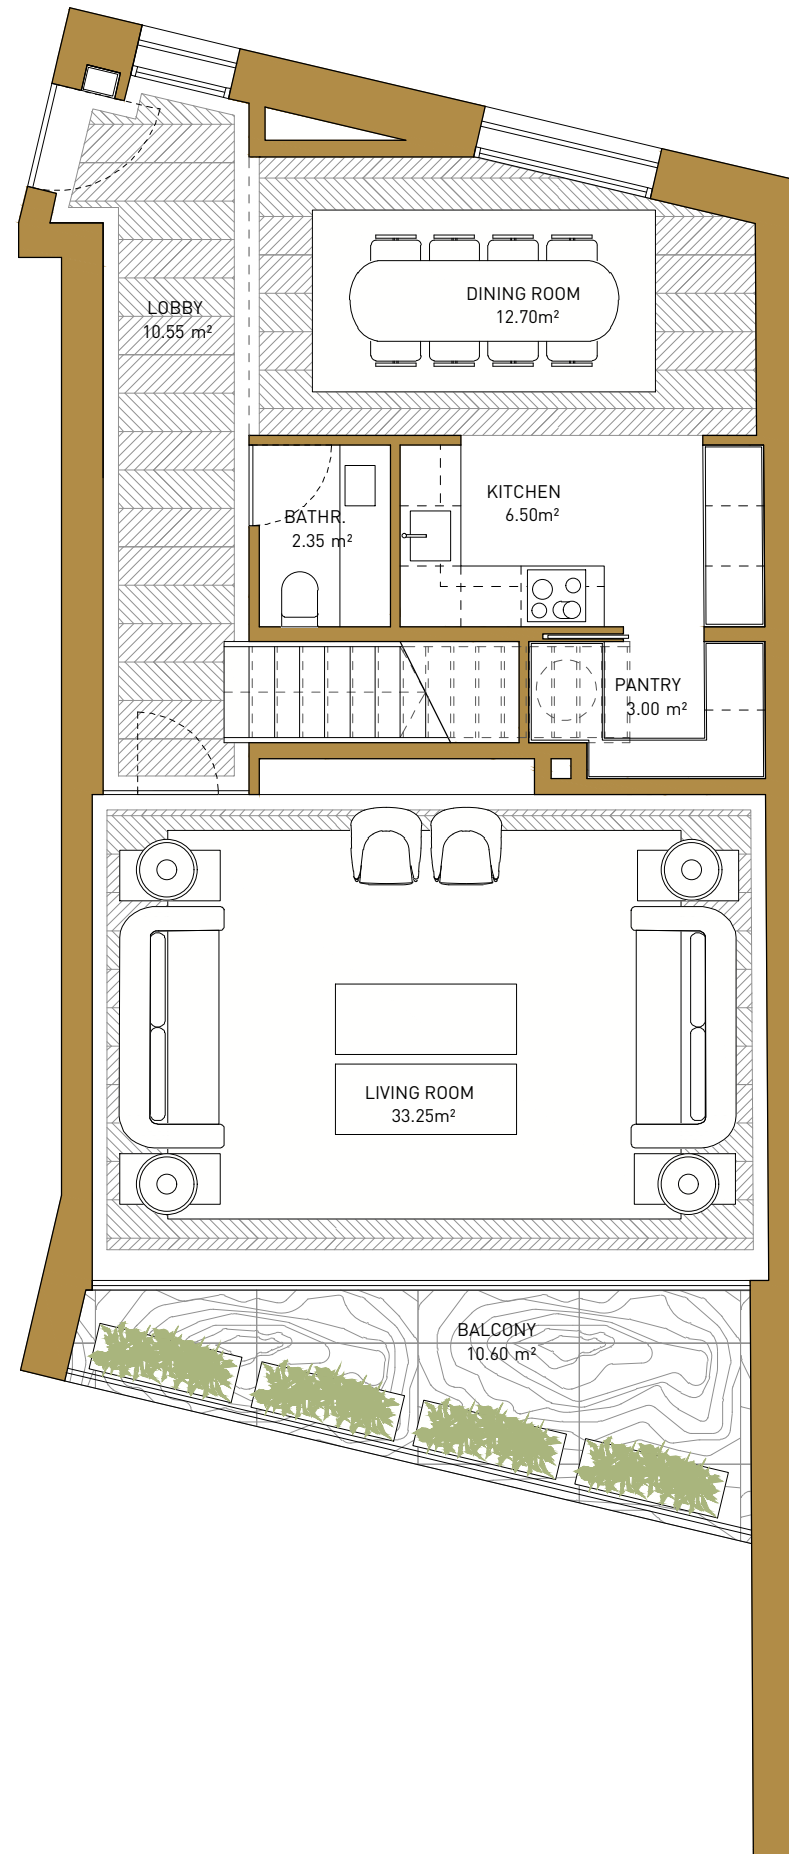 LOBBY
10.55 m²
DINING ROOM
12.70m²
KITCHEN
6.50m²
BATHR.
2.35 m²
PANTRY
3.00 m²
LIVING ROOM
33.25m²
BALCONY
10.60 m²